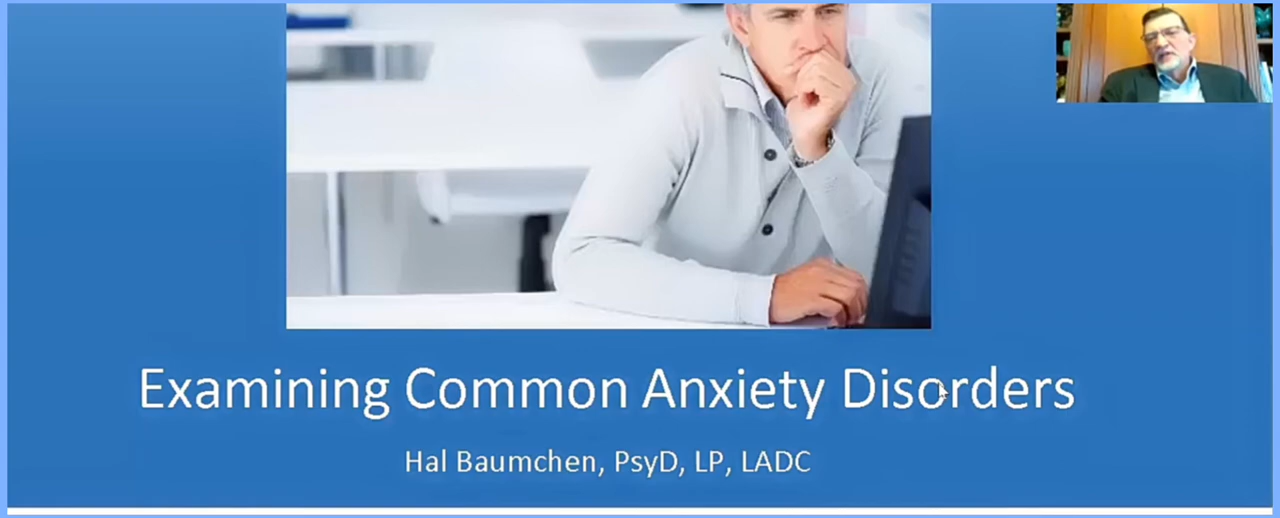 Examining Common Anxiety Disorders
Hal Baumchen, PsyD, LP, LADC